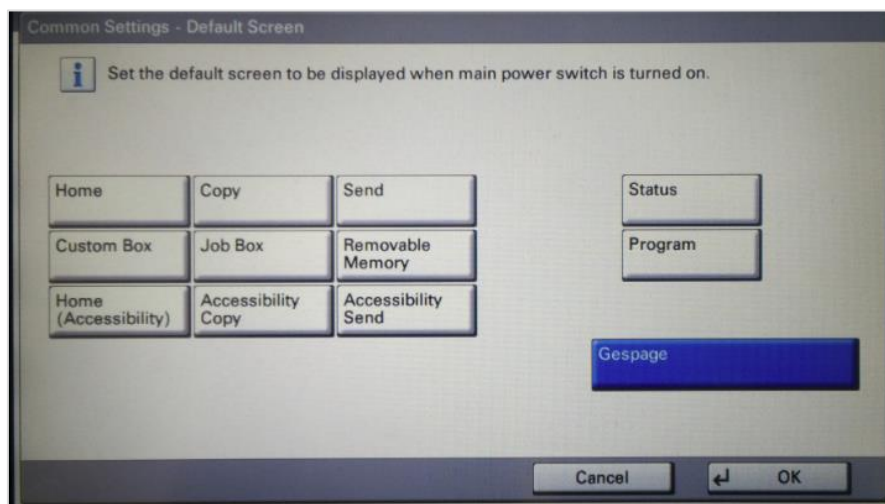 Common Settings - Default Screen
Set the default screen to be displayed when main power switch is turned on.
Home
Copy
Send
Status
Custom Box
Job Box
Removable
Memory
Program
Home
(Accessibility)
Accessibility
Copy
Accessibility
Send
Gespage
Cancel
OK